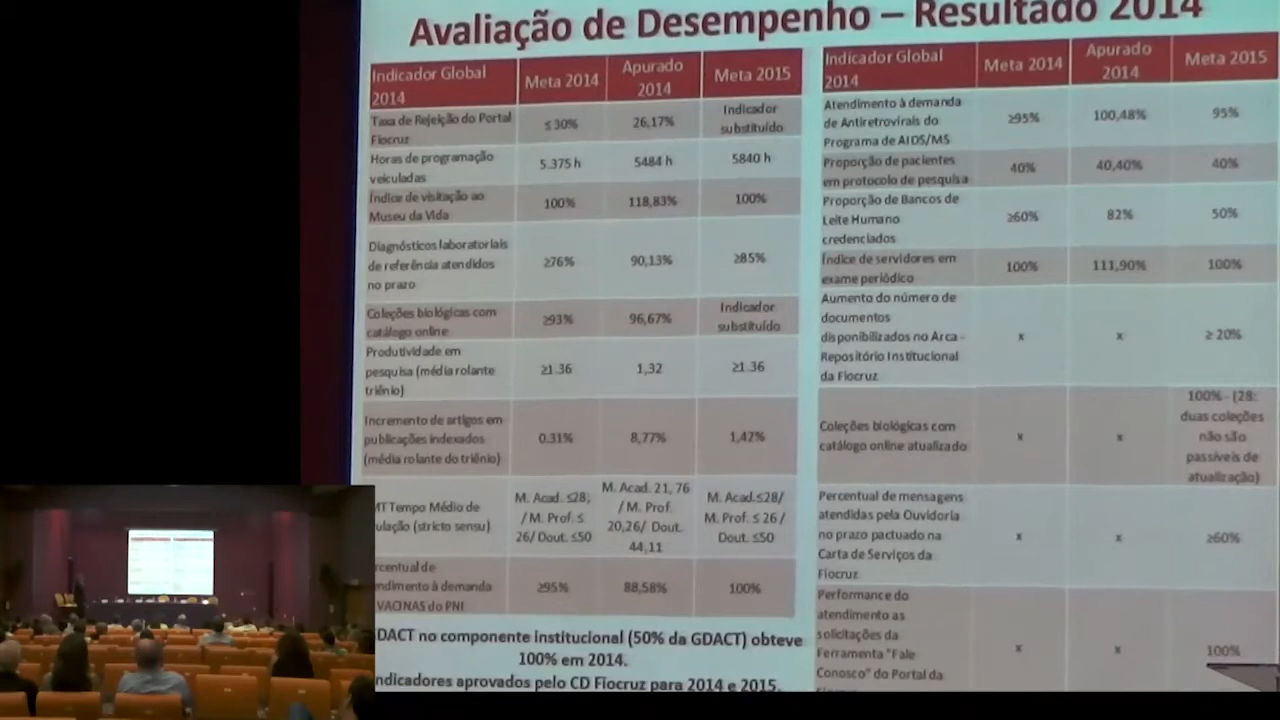 Avaliação de Desempenho – Resultado 2014
Indicador Global
2014
Meta 2014
Apurado
2014
Meta 2015
Taxa de Rejeição do Portal
Fiocruz
≤ 30%
26,17%
Indicador
substituído
Horas de programação
veiculadas
5.375 h
5484 h
5840 h
Índice de visitação ao
Museu da Vida
100%
118,83%
100%
Diagnósticos laboratoriais
de referência atendidos
no prazo
≥76%
90,13%
≥85%
Coleções biológicas com
catálogo online
≥93%
96,67%
Indicador
substituído
Produtividade em
pesquisa (média rolante
triênio)
≥1.36
1,32
≥1.36
Incremento de artigos em
publicações indexados
(média rolante do triênio)
0.31%
8,77%
1,42%
MT Tempo Médio de
ulação (stricto sensu)
M. Acad. ≤28;
/ M. Prof. ≤
26/ Dout. ≤50
M. Acad. 21, 76
/ M. Prof.
20,26/ Dout.
44,11
M. Acad.≤28/
M. Prof. ≤ 26 /
Dout. ≤50
rcentual de
ndimento à demanda
VACINAS do PNI
≥95%
88,58%
100%
DACT no componente institucional (50% da GDACT) obteve
100% em 2014.
ndicadores aprovados pelo CD Fiocruz para 2014 e 2015.
Indicador Global
2014
Meta 2014
Apurado
2014
Meta 2015
Atendimento à demanda
de Antiretrovirais do
Programa de AIDS/MS
≥95%
100,48%
95%
Proporção de pacientes
em protocolo de pesquisa
40%
40,40%
40%
Proporção de Bancos de
Leite Humano
credenciados
≥60%
82%
50%
Índice de servidores em
exame periódico
100%
111,90%
100%
Aumento do número de
documentos
disponibilizados no Arca -
Repositório Institucional
da Fiocruz
x
x
≥ 20%
Coleções biológicas com
catálogo online atualizado
x
x
100% - (28:
duas coleções
não são
passíveis de
atualização)
Percentual de mensagens
atendidas pela Ouvidoria
no prazo pactuado na
Carta de Serviços da
Fiocruz
x
x
≥60%
Performance do
atendimento as
solicitações da
Ferramenta "Fale
Conosco" do Portal da
x
x
100%